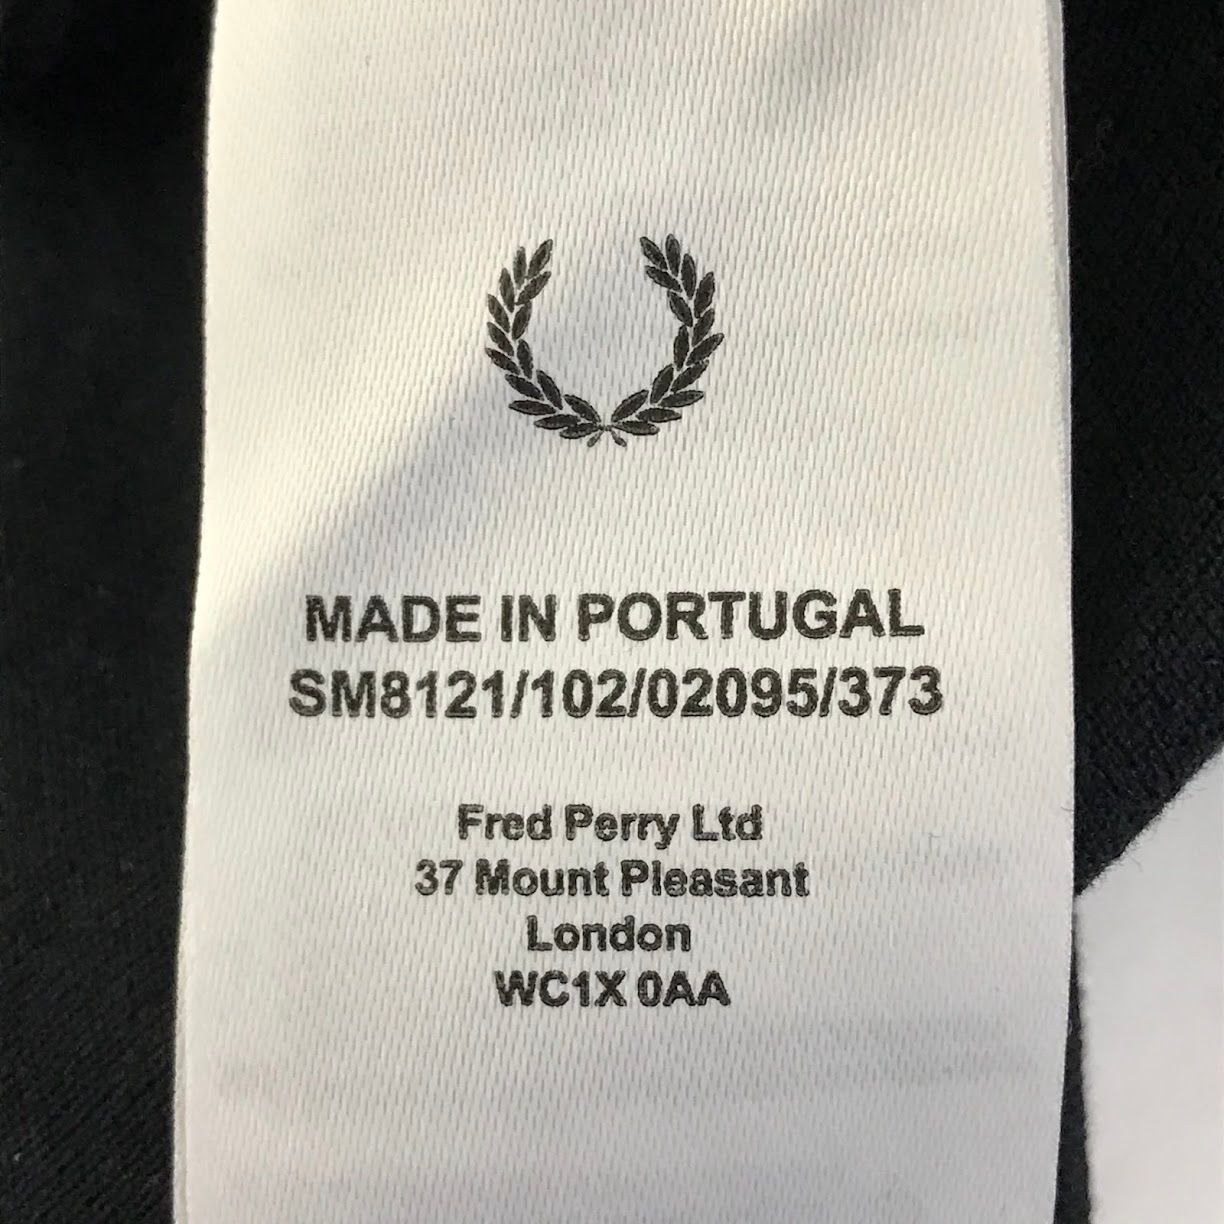 MADE IN PORTUGAL
SM8121/102/02095/373
Fred Perry Ltd
37 Mount Pleasant
London
WC1X 0AA